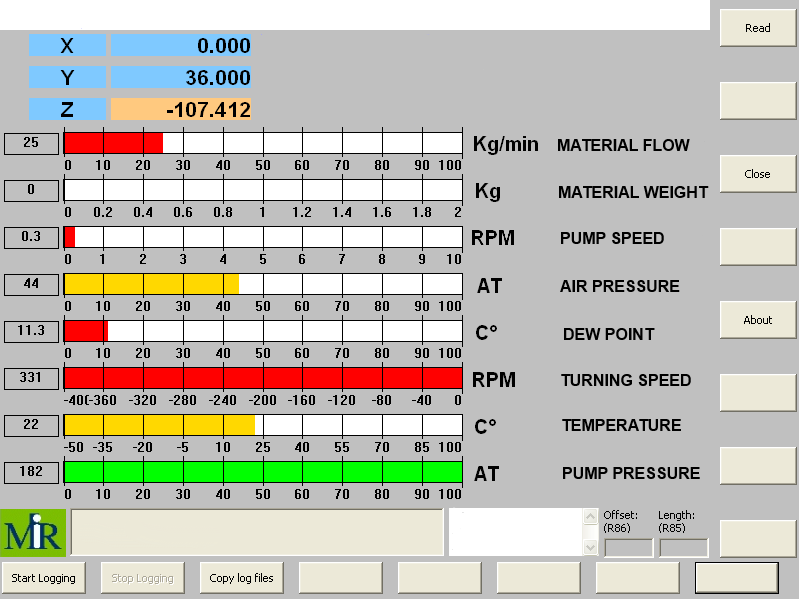 Read
X 0.000
Y 36.000
Z -107.412
25 Kg/min MATERIAL FLOW
0 10 20 30 40 50 60 70 80 90 100
0 Kg MATERIAL WEIGHT
0 0.2 0.4 0.6 0.8 1 1.2 1.4 1.6 1.8 2
Close
0.3 RPM PUMP SPEED
0 1 2 3 4 5 6 7 8 9 10
44 AT AIR PRESSURE
0 10 20 30 40 50 60 70 80 90 100
About
11.3 C° DEW POINT
0 10 20 30 40 50 60 70 80 90 100
331 RPM TURNING SPEED
-400 -360 -320 -280 -240 -200 -160 -120 -80 -40 0
22 C° TEMPERATURE
-50 -35 -20 -5 10 25 40 55 70 85 100
182 AT PUMP PRESSURE
0 10 20 30 40 50 60 70 80 90 100
MiR
Offset: Length:
(R86) (R85)
Start Logging Stop Logging Copy log files